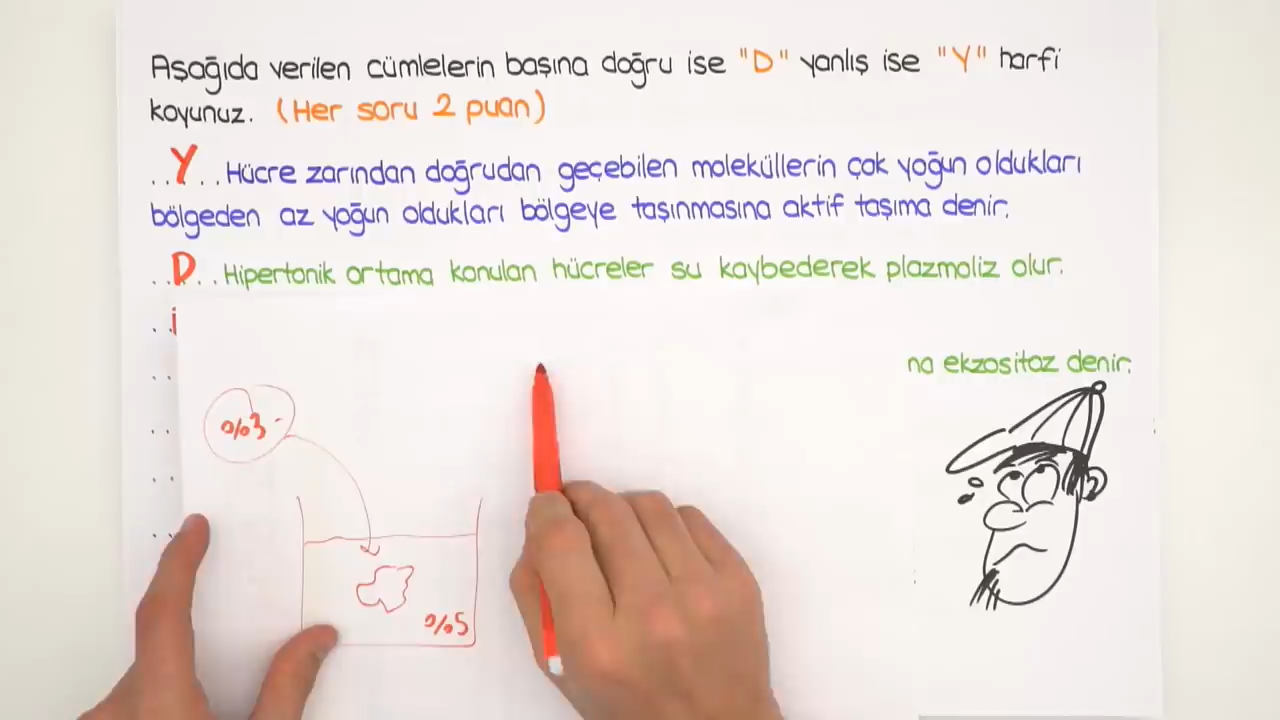 Aşağıda verilen cümlelerin başına doğru ise "D" yanlış ise "Y" harfi
koyunuz. (Her soru 2 puan)
..Y..Hücre zarından doğrudan geçebilen moleküllerin çok yoğun oldukları
bölgeden az yoğun oldukları bölgeye taşınmasına aktif taşıma denir.
..D..Hipertonik ortama konulan hücreler su kaybederek plazmoliz olur.
na ekzositoz denir.
%3
%5